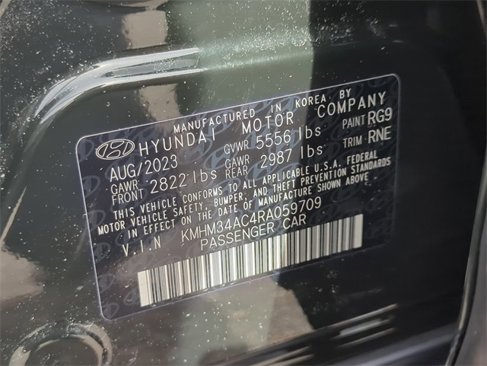 MANUFACTURED IN KOREA BY
HYUNDAI MOTOR COMPANY
AUG/2023 GVWR 5556 lbs PAINT RG9
GAWR FRONT 2822 lbs GAWR REAR 2987 lbs TRIM RNE
THIS VEHICLE CONFORMS TO ALL APPLICABLE U.S.A. FEDERAL
MOTOR VEHICLE SAFETY, BUMPER, AND THEFT PREVENTION STANDARDS
IN EFFECT ON THE DATE OF MANUFACTURE SHOWN ABOVE.
V I N KMHM34AC4RA059709
PASSENGER CAR